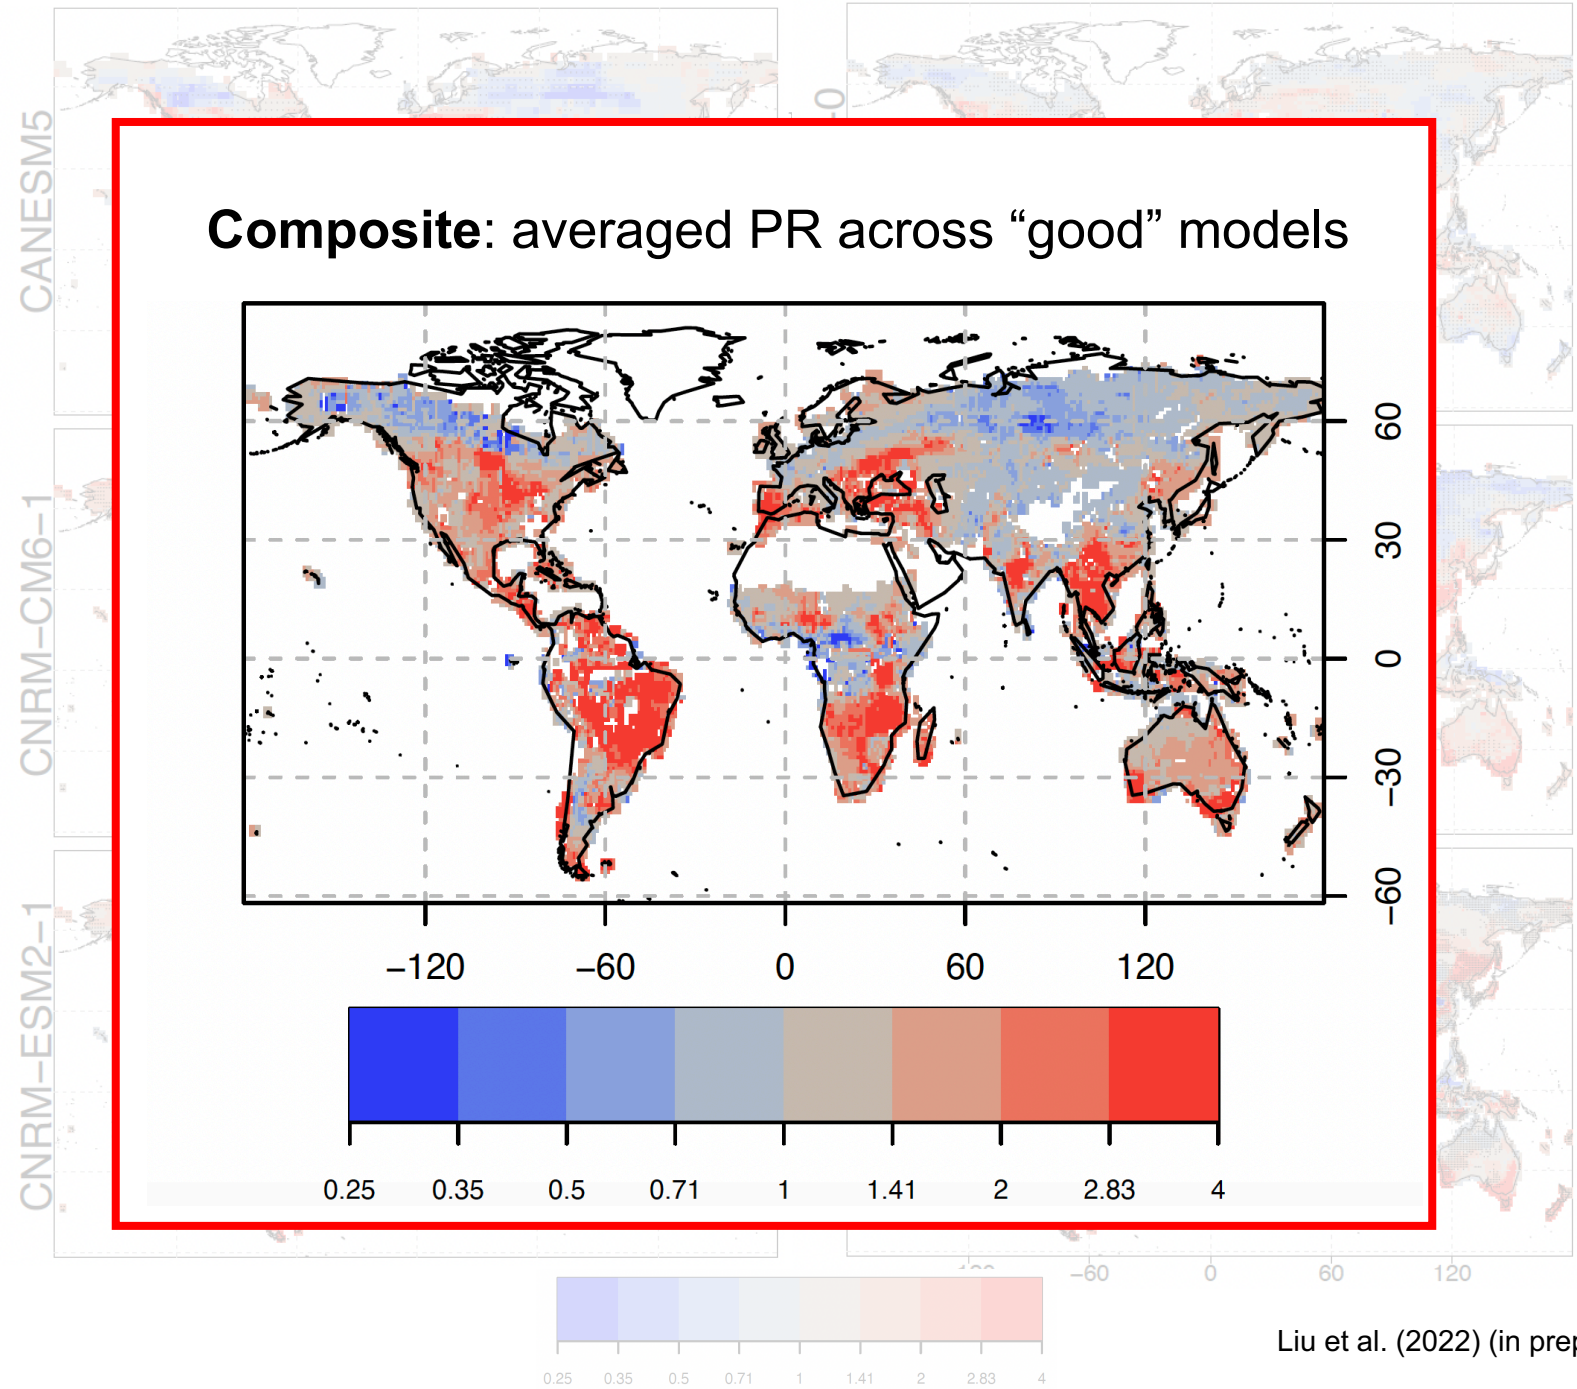 CANESM5
CNRM−CM6−1
CNRM−ESM2−1
Composite: averaged PR across “good” models
60
30
0
−30
−60
−120 −60 0 60 120
0.25 0.35 0.5 0.71 1 1.41 2 2.83 4
−60 0 60 120
0.25 0.35 0.5 0.71 1 1.41 2 2.83 4
Liu et al. (2022) (in prep